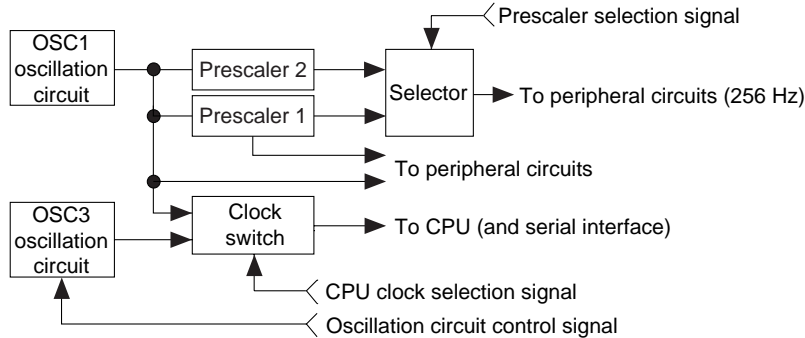 Prescaler selection signal
OSC1
oscillation
circuit
Prescaler 2
Selector
To peripheral circuits (256 Hz)
Prescaler 1
To peripheral circuits
OSC3
oscillation
circuit
Clock
switch
To CPU (and serial interface)
CPU clock selection signal
Oscillation circuit control signal